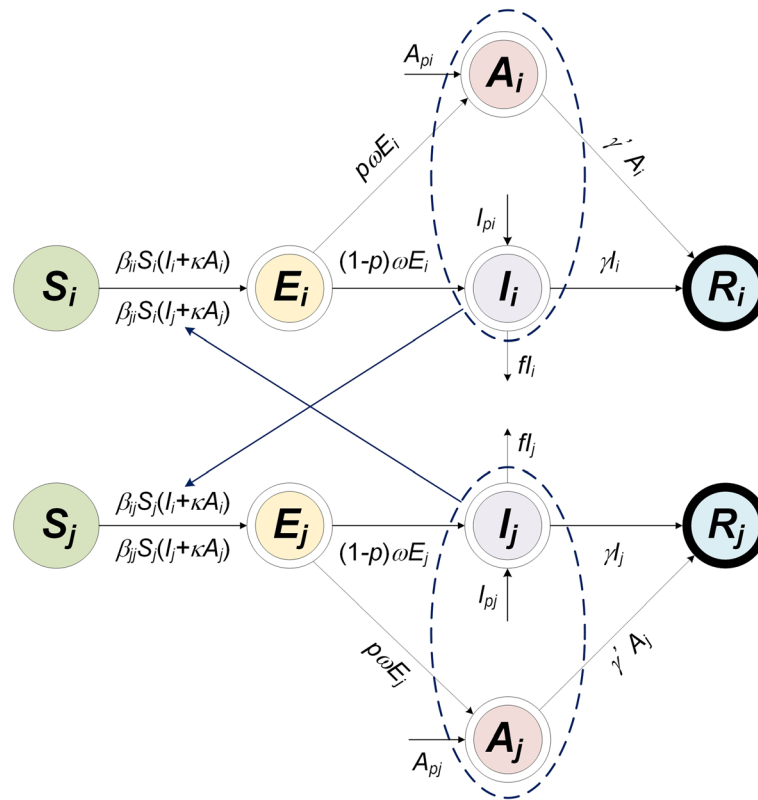 A_pi
A_i
pωE_i
γ' A_i
I_pi
β_ii S_i(I_i+κA_i)
(1-p)ωE_i
γI_i
S_i
E_i
I_i
R_i
β_ji S_i(I_j+κA_j)
fI_i
fI_j
β_ij S_j(I_i+κA_i)
S_j
E_j
I_j
R_j
β_jj S_j(I_j+κA_j)
(1-p)ωE_j
γI_j
I_pj
pωE_j
γ' A_j
A_j
A_pj